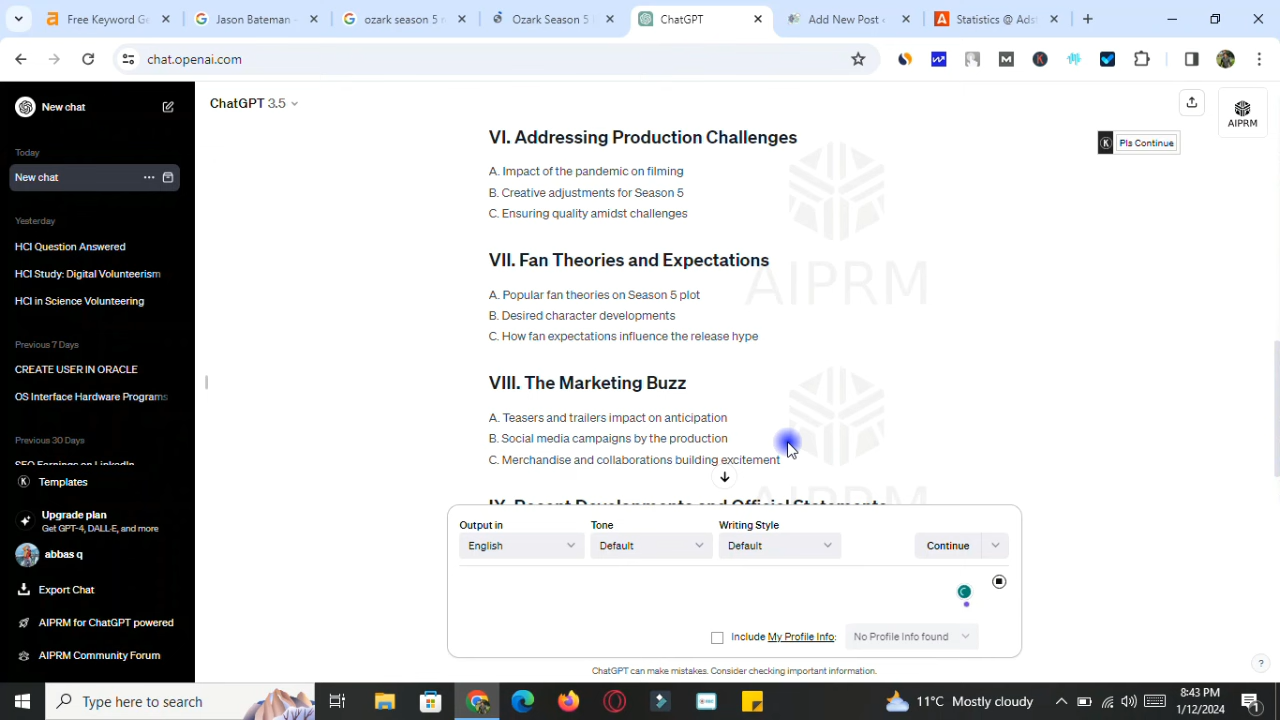 Free Keyword Ge
Jason Bateman -
ozark season 5 r
Ozark Season 5
ChatGPT
Add New Post
Statistics @ Ads
chat.openai.com
New chat
ChatGPT 3.5
AIPRM
Today
New chat
Yesterday
HCI Question Answered
HCI Study: Digital Volunteerism
HCI in Science Volunteering
Previous 7 Days
CREATE USER IN ORACLE
OS Interface Hardware Programs
Previous 30 Days
SEO Earnings on LinkedIn
Templates
Upgrade plan
Get GPT-4, DALL·E, and more
abbas q
Export Chat
AIPRM for ChatGPT powered
AIPRM Community Forum
Pls Continue
VI. Addressing Production Challenges
A. Impact of the pandemic on filming
B. Creative adjustments for Season 5
C. Ensuring quality amidst challenges
VII. Fan Theories and Expectations
AIPRM
A. Popular fan theories on Season 5 plot
B. Desired character developments
C. How fan expectations influence the release hype
VIII. The Marketing Buzz
A. Teasers and trailers impact on anticipation
B. Social media campaigns by the production
C. Merchandise and collaborations building excitement
IX. Recent Developments and Official Statements
Output in
Tone
Writing Style
English
Default
Default
Continue
Include My Profile Info:
No Profile Info found
ChatGPT can make mistakes. Consider checking important information.
?
Type here to search
11°C Mostly cloudy
8:43 PM
1/12/2024